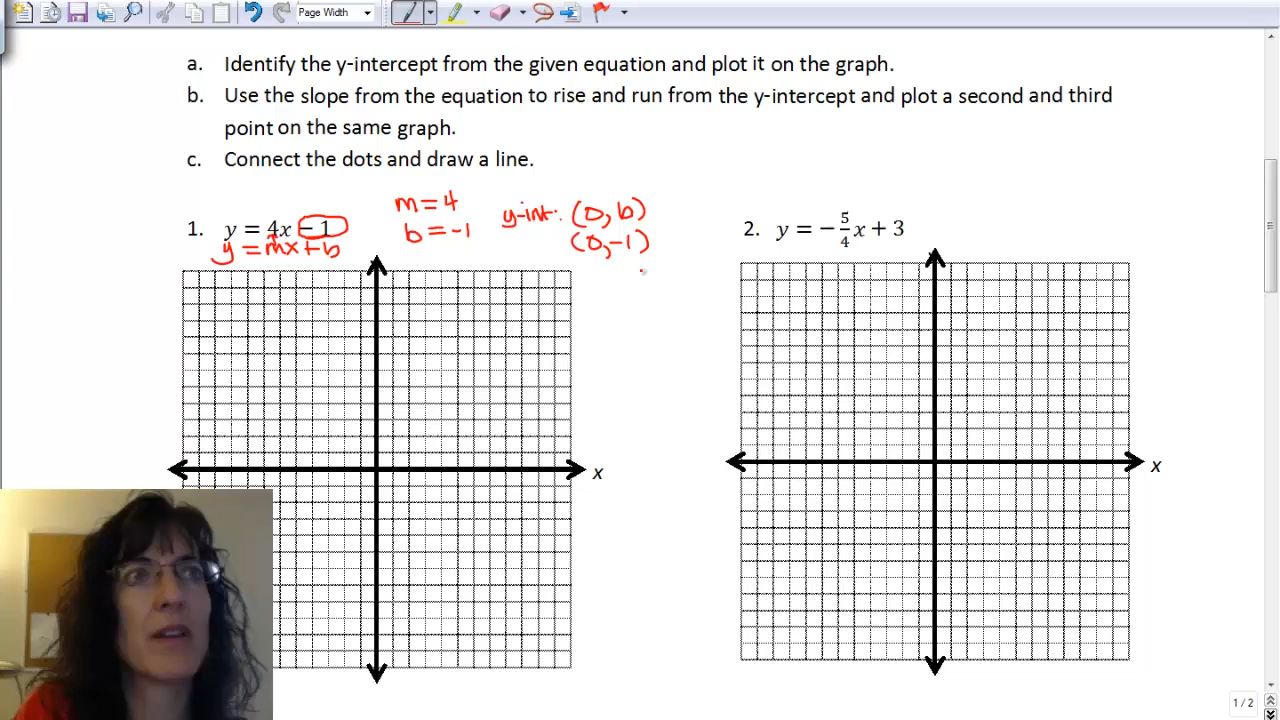 Page Width
a. Identify the y-intercept from the given equation and plot it on the graph.
b. Use the slope from the equation to rise and run from the y-intercept and plot a second and third
point on the same graph.
c. Connect the dots and draw a line.
m = 4
y-int: (0, b)
1. y = 4x − 1
b = -1
(0, -1)
y = mx + b
2. y = −5/4x + 3
x
x
1 / 2